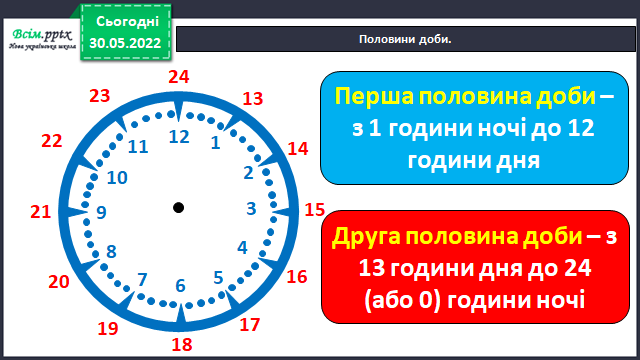 Всім.pptx
Нова українська школа
Сьогодні
30.05.2022
Половини доби.
24
23
13
12
11
1
22
14
10
2
21
9
3
15
8
4
20
7
5
16
6
19
17
18
Перша половина доби –
з 1 години ночі до 12
години дня
Друга половина доби – з
13 години дня до 24
(або 0) години ночі